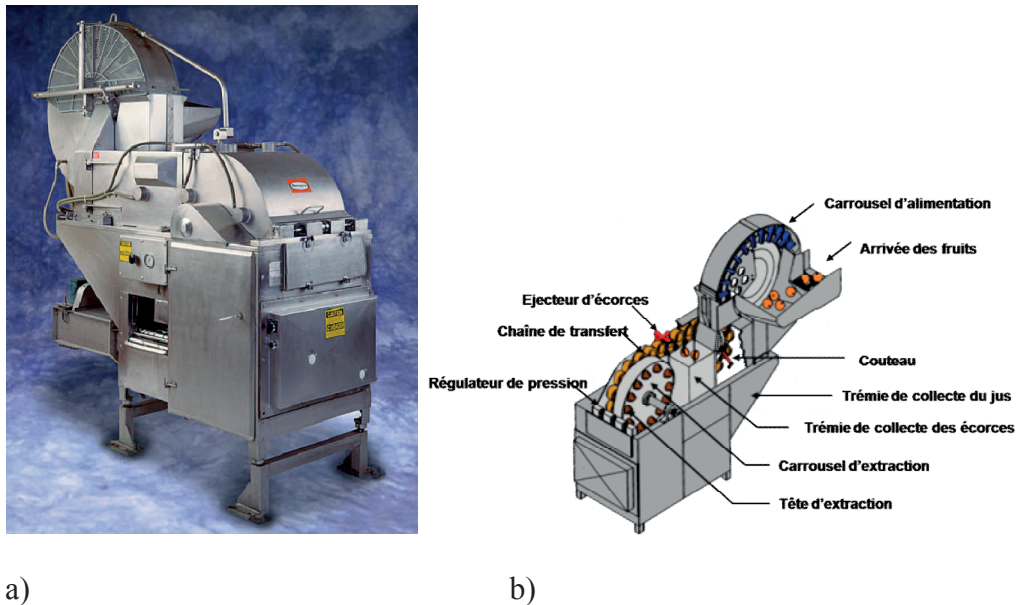 Carrousel d'alimentation
Arrivée des fruits
Ejecteur d'écorces
Chaîne de transfert
Couteau
Régulateur de pression
Trémie de collecte du jus
Trémie de collecte des écorces
Carrousel d'extraction
Tête d'extraction
CAUTION
a)
b)